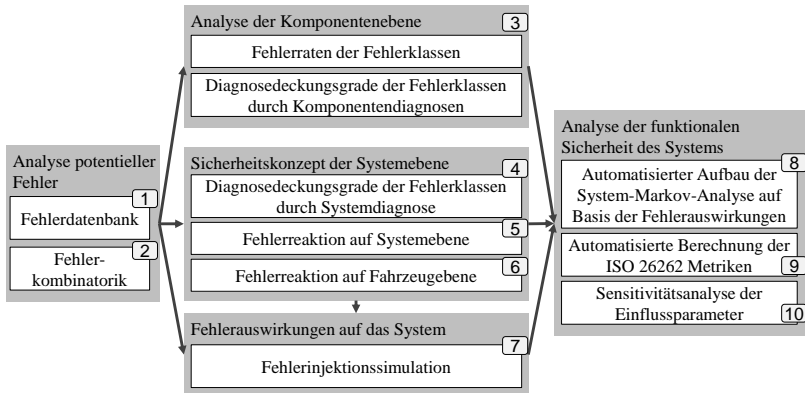 Analyse potentieller
Fehler
1
Fehlerdatenbank
2
Fehler-
kombinatorik
Analyse der Komponentenebene
3
Fehlerraten der Fehlerklassen
Diagnosedeckungsgrade der Fehlerklassen
durch Komponentendiagnosen
Sicherheitskonzept der Systemebene
4
Diagnosedeckungsgrade der Fehlerklassen
durch Systemdiagnose
5
Fehlerreaktion auf Systemebene
6
Fehlerreaktion auf Fahrzeugebene
Fehlerauswirkungen auf das System
7
Fehlerinjektionssimulation
Analyse der funktionalen
Sicherheit des Systems
8
Automatisierter Aufbau der
System-Markov-Analyse auf
Basis der Fehlerauswirkungen
Automatisierte Berechnung der
ISO 26262 Metriken
9
Sensitivitätsanalyse der
Einflussparameter
10